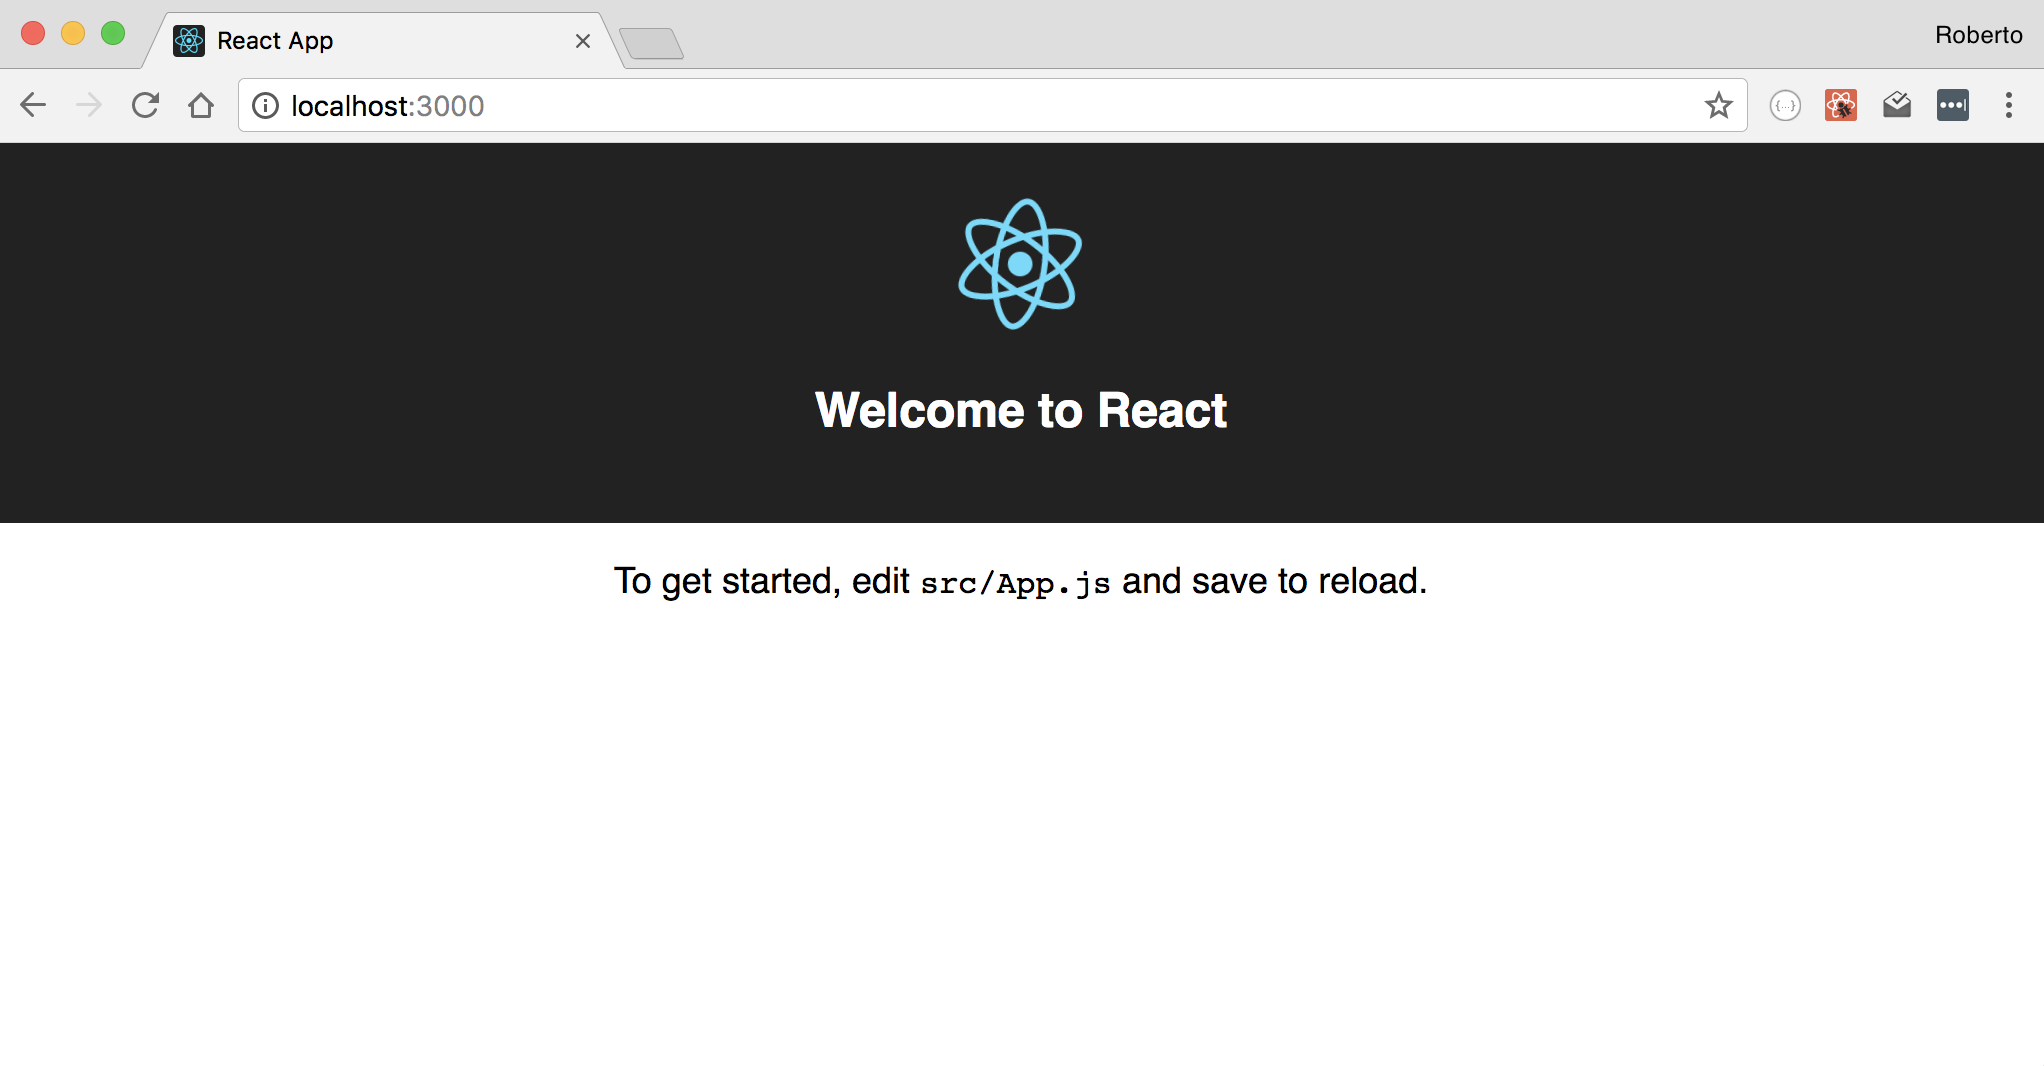 React App
Roberto
localhost:3000
{...}
Welcome to React
To get started, edit src/App.js and save to reload.